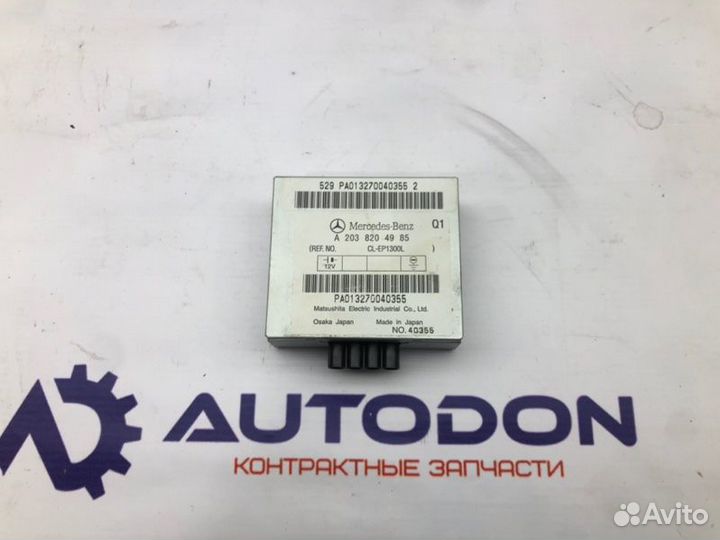 529 PA013270040355 2
Mercedes-Benz Q1
A 203 820 49 85
(REF. NO. CL-EP1300L )
12V
PA013270040355
Matsushita Electric Industrial Co., Ltd.
Osaka Japan Made in Japan
NO. 40355
AUTODON
КОНТРАКТНЫЕ ЗАПЧАСТИ
Avito